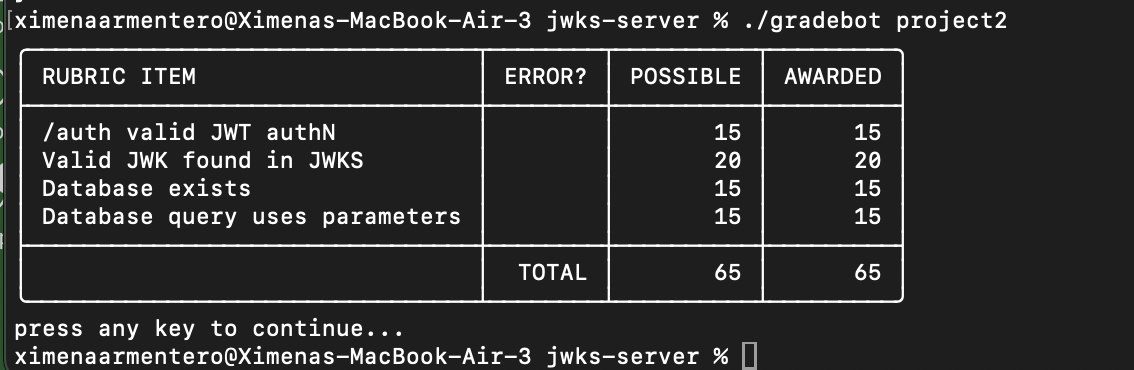 [ximenaarmentero@Ximenas-MacBook-Air-3 jwks-server % ./gradebot project2
RUBRIC ITEM ERROR? POSSIBLE AWARDED
/auth valid JWT authN 15 15
Valid JWK found in JWKS 20 20
Database exists 15 15
Database query uses parameters 15 15
TOTAL 65 65
press any key to continue...
ximenaarmentero@Ximenas-MacBook-Air-3 jwks-server %